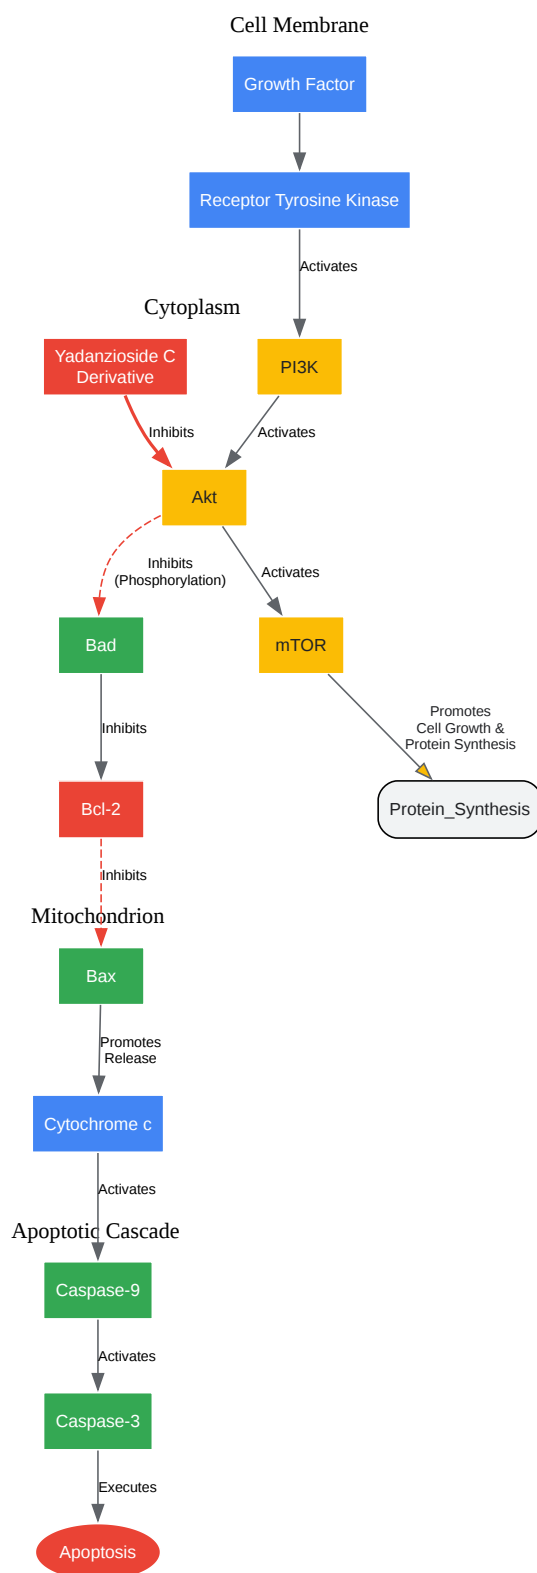 Cell Membrane
Growth Factor
Receptor Tyrosine Kinase
Activates
Cytoplasm
Yadanzioside C
Derivative
PI3K
Inhibits
Activates
Akt
Inhibits
(Phosphorylation)
Activates
Bad
mTOR
Promotes
Cell Growth &
Protein Synthesis
Inhibits
Bcl-2
Protein_Synthesis
Inhibits
Mitochondrion
Bax
Promotes
Release
Cytochrome c
Activates
Apoptotic Cascade
Caspase-9
Activates
Caspase-3
Executes
Apoptosis